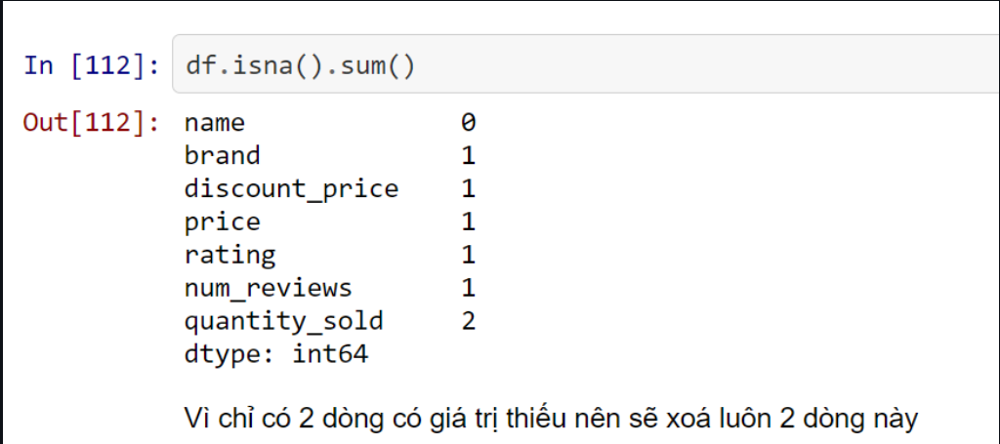 In [112]: df.isna().sum()
Out[112]: name 0
brand 1
discount_price 1
price 1
rating 1
num_reviews 1
quantity_sold 2
dtype: int64
Vì chỉ có 2 dòng có giá trị thiếu nên sẽ xoá luôn 2 dòng này